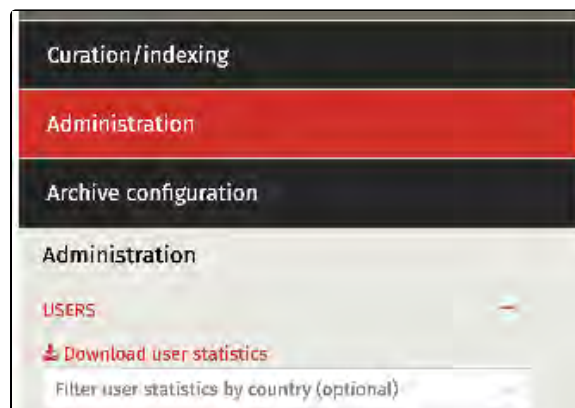 Curation/indexing
Administration
Archive configuration
Administration
USERS
Download user statistics
Filter user statistics by country (optional)